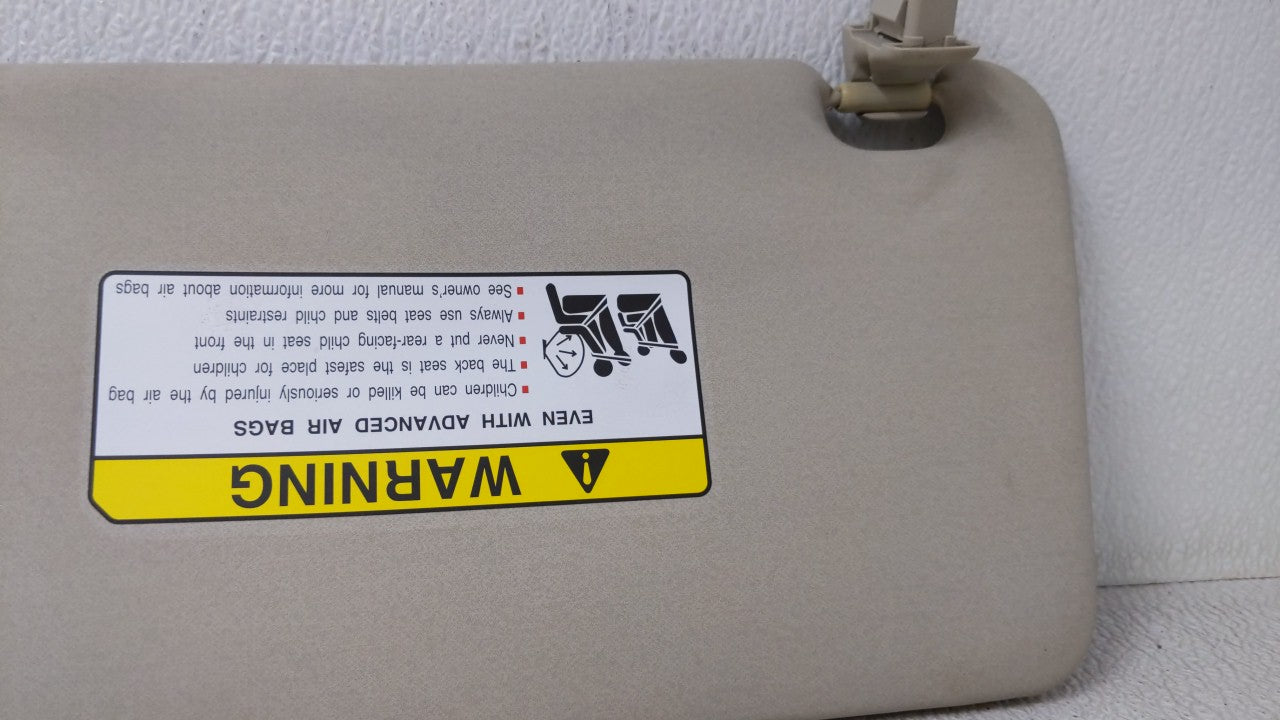 WARNING
EVEN WITH ADVANCED AIR BAGS
Children can be killed or seriously injured by the air bag
The back seat is the safest place for children
Never put a rear-facing child seat in the front
Always use seat belts and child restraints
See owner's manual for more information about air bags